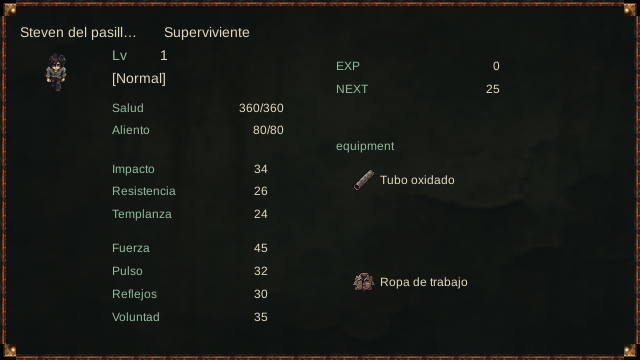 Steven del pasill… Superviviente
Lv 1
[Normal]
EXP 0
NEXT 25
Salud 360/360
Aliento 80/80
equipment
Impacto 34
Resistencia 26
Templanza 24
Tubo oxidado
Fuerza 45
Pulso 32
Reflejos 30
Voluntad 35
Ropa de trabajo